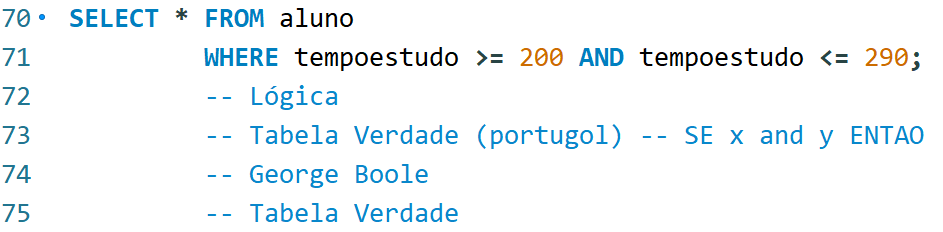 70 SELECT * FROM aluno
71 WHERE tempoestudo >= 200 AND tempoestudo <= 290;
72 -- Lógica
73 -- Tabela Verdade (portugol) -- SE x and y ENTAO
74 -- George Boole
75 -- Tabela Verdade